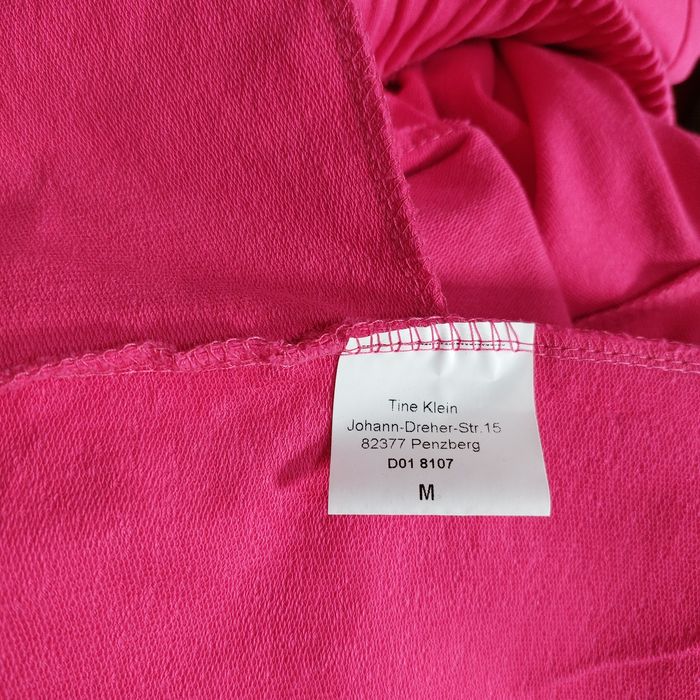 Tine Klein
Johann-Dreher-Str.15
82377 Penzberg
D01 8107
M